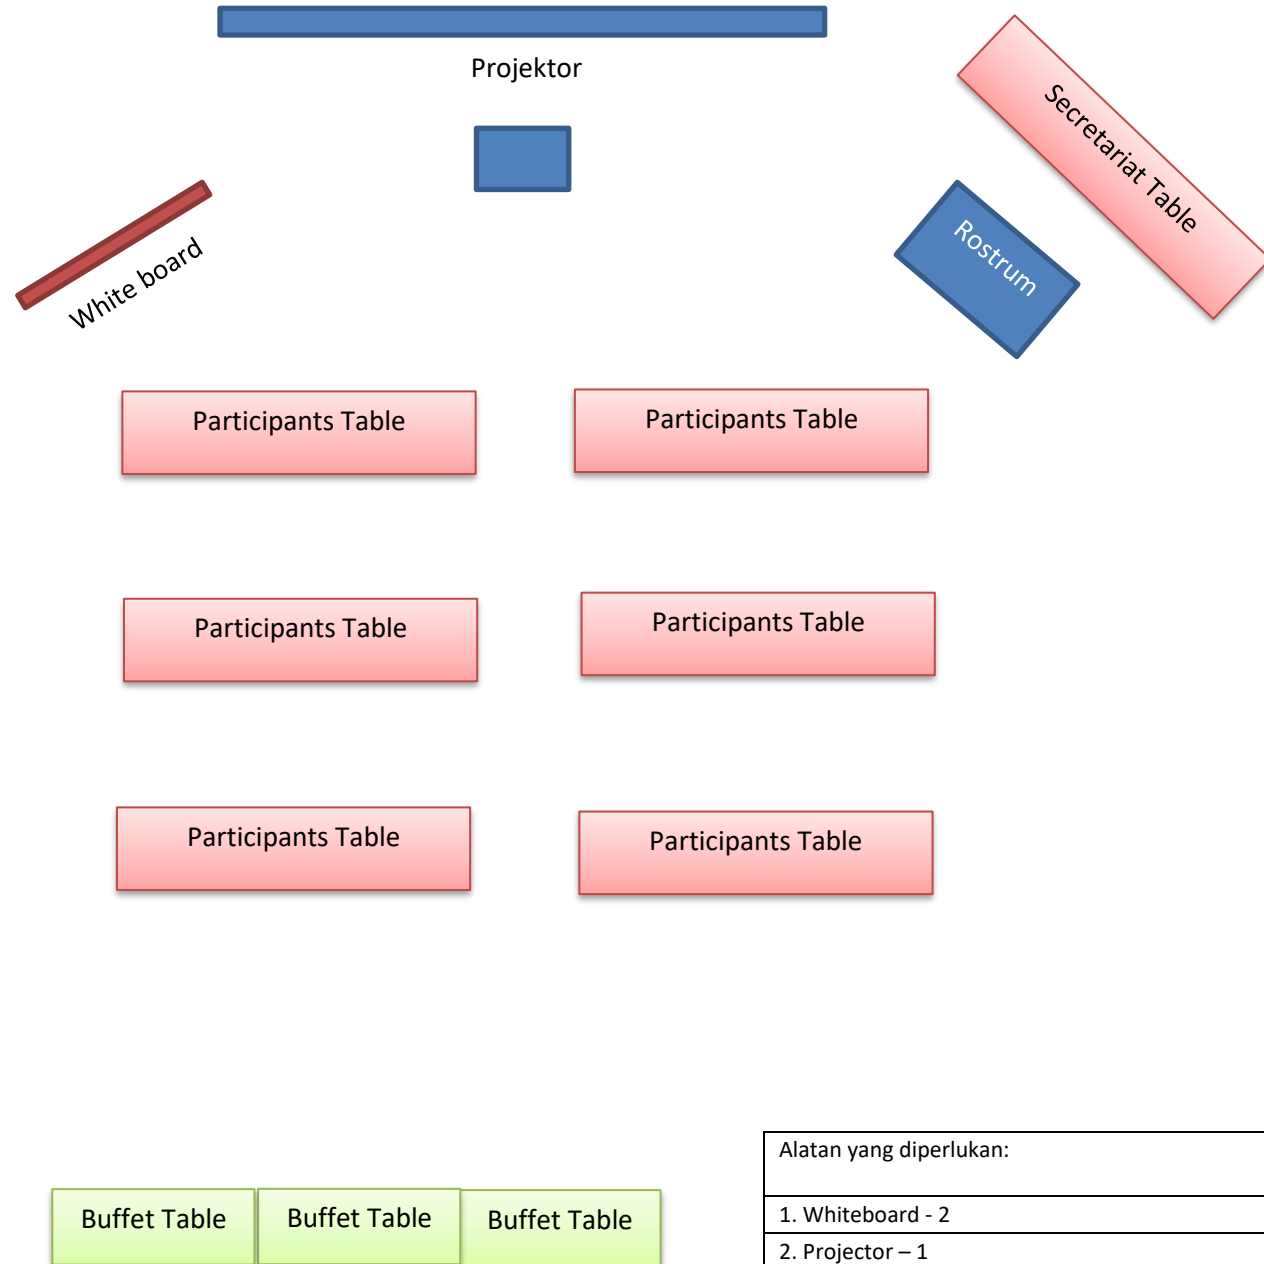 Projektor
Secretariat Table
White board
Rostrum
Participants Table
Participants Table
Participants Table
Participants Table
Participants Table
Participants Table
Buffet Table
Buffet Table
Buffet Table
Alatan yang diperlukan:
1. Whiteboard - 2
2. Projector – 1